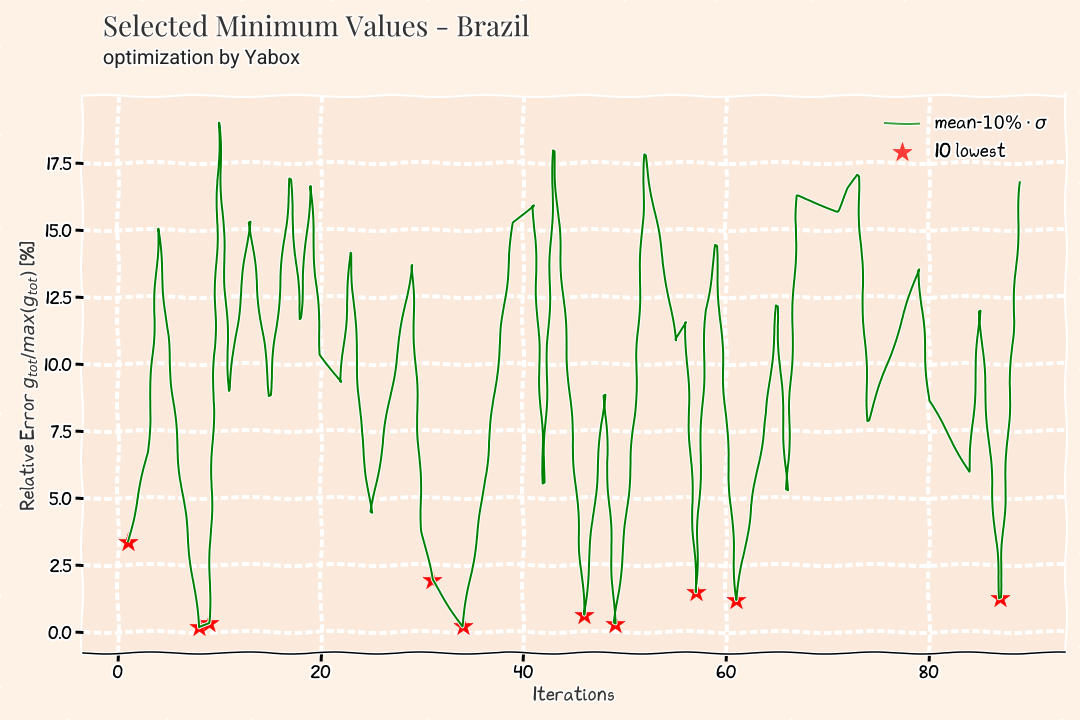 Selected Minimum Values - Brazil
optimization by Yabox
mean-10% · σ
10 lowest
17.5
15.0
12.5
10.0
7.5
5.0
2.5
0.0
Relative Error g_tot/max(g_tot) [%]
0 20 40 60 80
Iterations